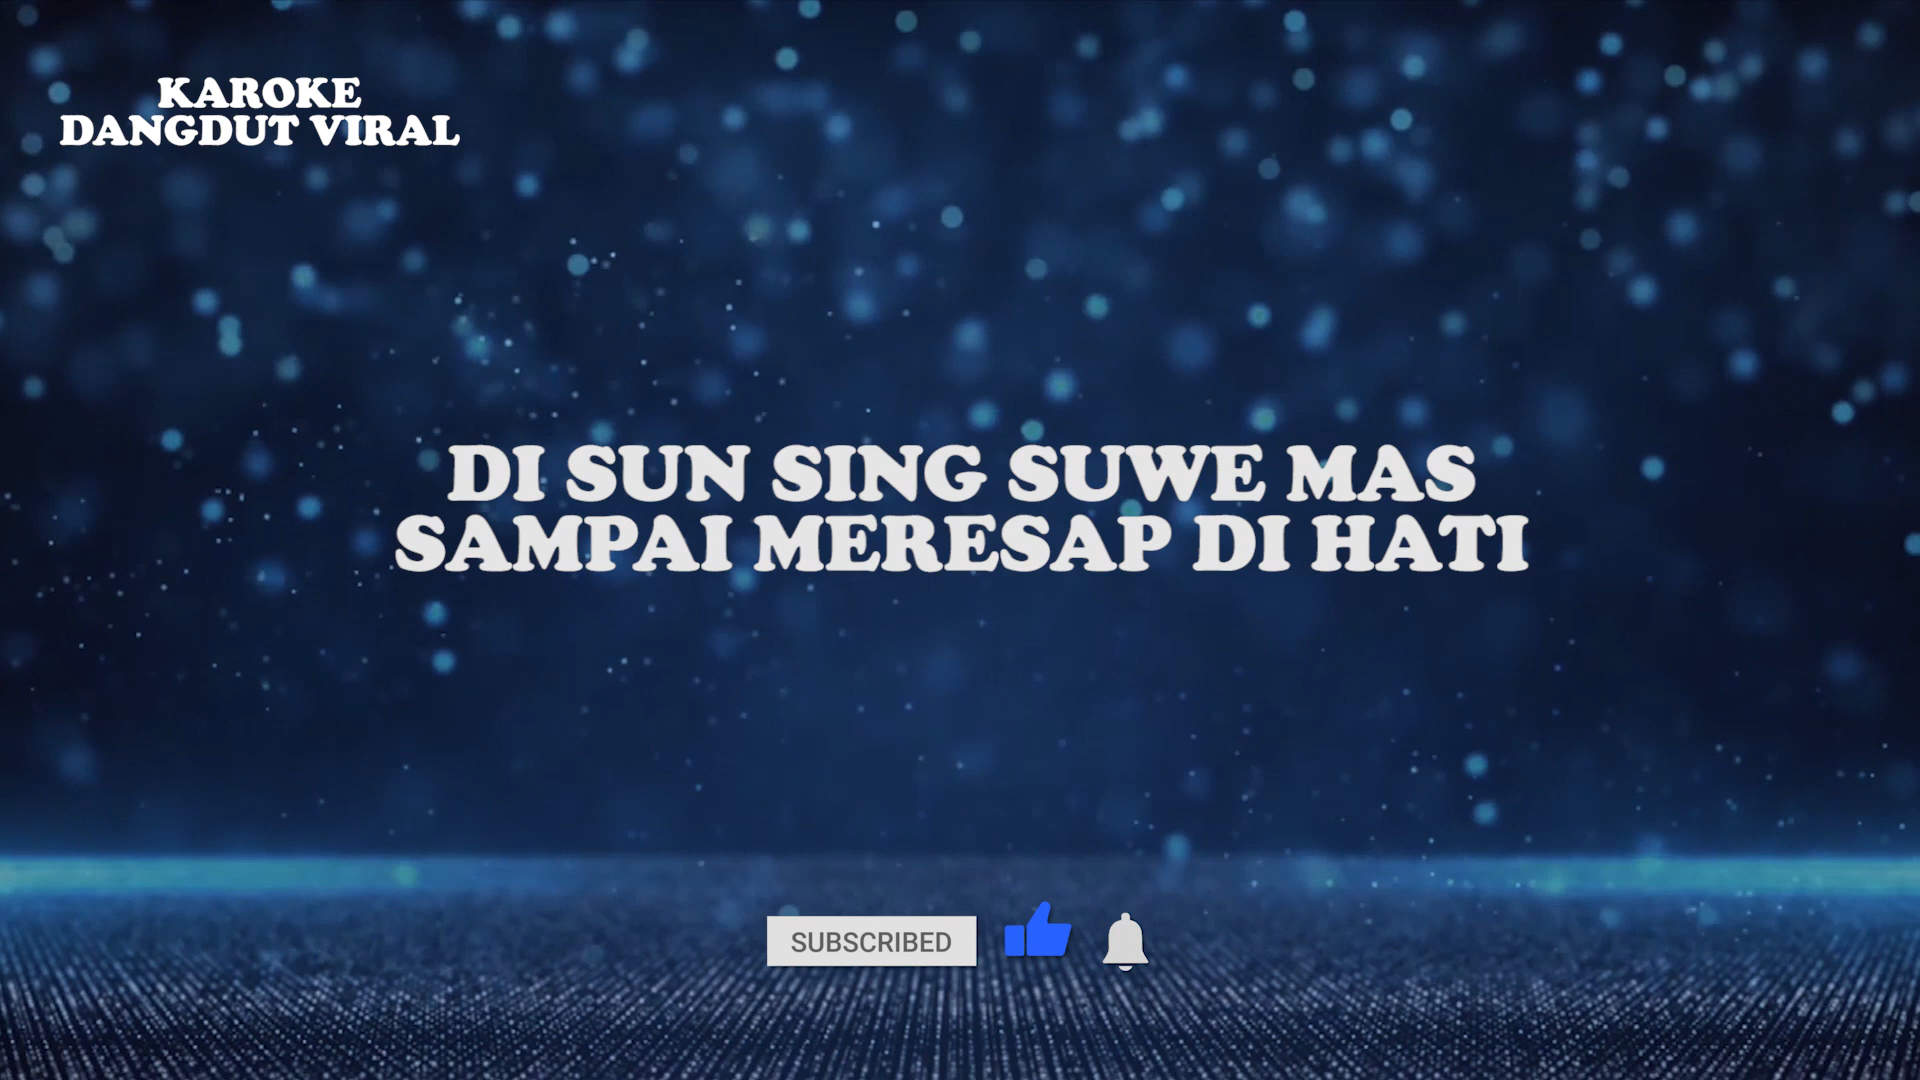 KAROKE
DANGDUT VIRAL
DI SUN SING SUWE MAS
SAMPAI MERESAP DI HATI
SUBSCRIBED